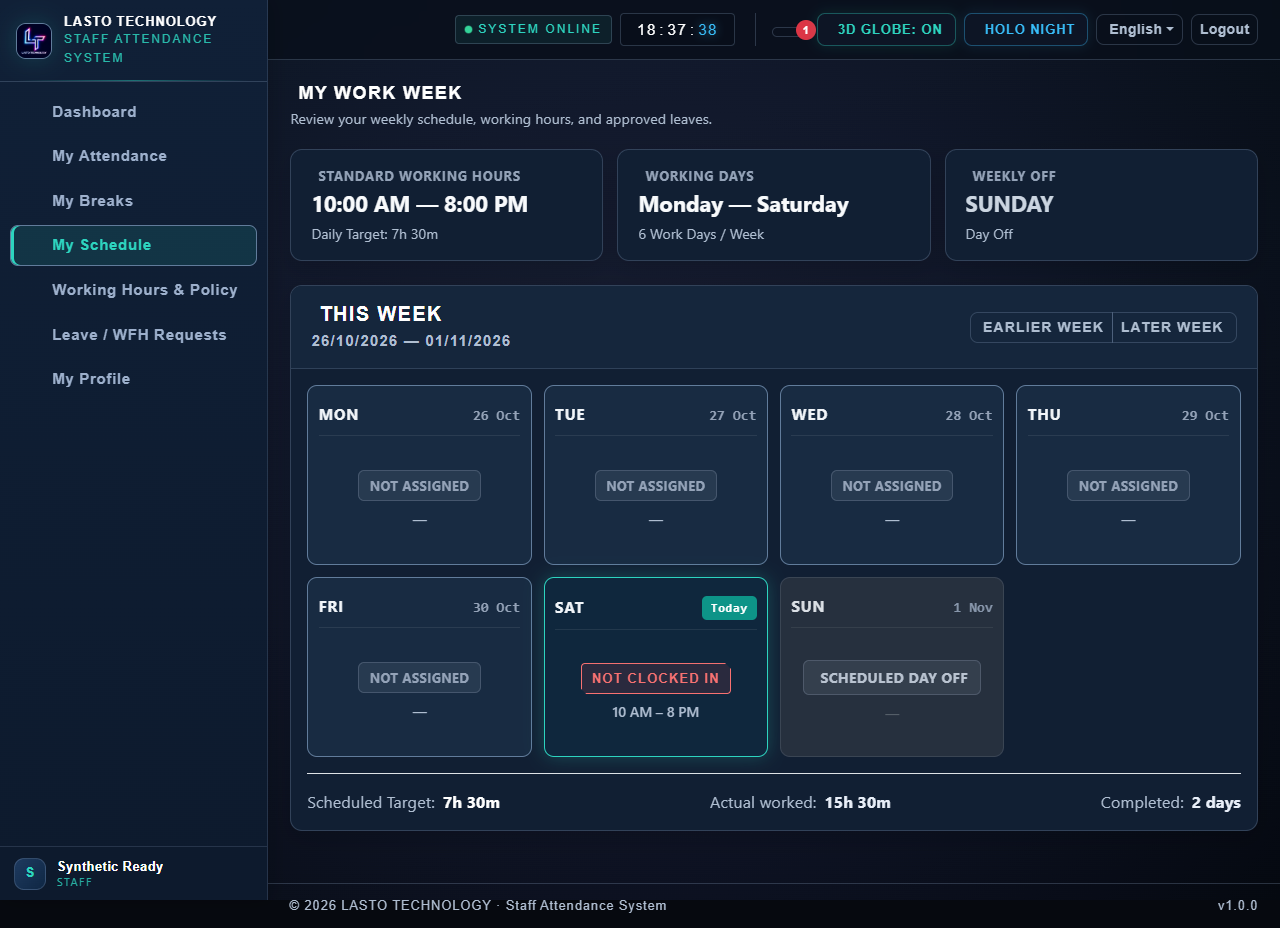 LASTO TECHNOLOGY
STAFF ATTENDANCE
SYSTEM
SYSTEM ONLINE
18:37:38
1
3D GLOBE: ON
HOLO NIGHT
English
Logout
Dashboard
My Attendance
My Breaks
My Schedule
Working Hours & Policy
Leave / WFH Requests
My Profile
MY WORK WEEK
Review your weekly schedule, working hours, and approved leaves.
STANDARD WORKING HOURS
10:00 AM — 8:00 PM
Daily Target: 7h 30m
WORKING DAYS
Monday — Saturday
6 Work Days / Week
WEEKLY OFF
SUNDAY
Day Off
THIS WEEK
26/10/2026 — 01/11/2026
EARLIER WEEK
LATER WEEK
MON 26 Oct
NOT ASSIGNED
—
TUE 27 Oct
NOT ASSIGNED
—
WED 28 Oct
NOT ASSIGNED
—
THU 29 Oct
NOT ASSIGNED
—
FRI 30 Oct
NOT ASSIGNED
—
SAT Today
NOT CLOCKED IN
10 AM – 8 PM
SUN 1 Nov
SCHEDULED DAY OFF
—
Scheduled Target: 7h 30m
Actual worked: 15h 30m
Completed: 2 days
S
Synthetic Ready
STAFF
© 2026 LASTO TECHNOLOGY · Staff Attendance System
v1.0.0